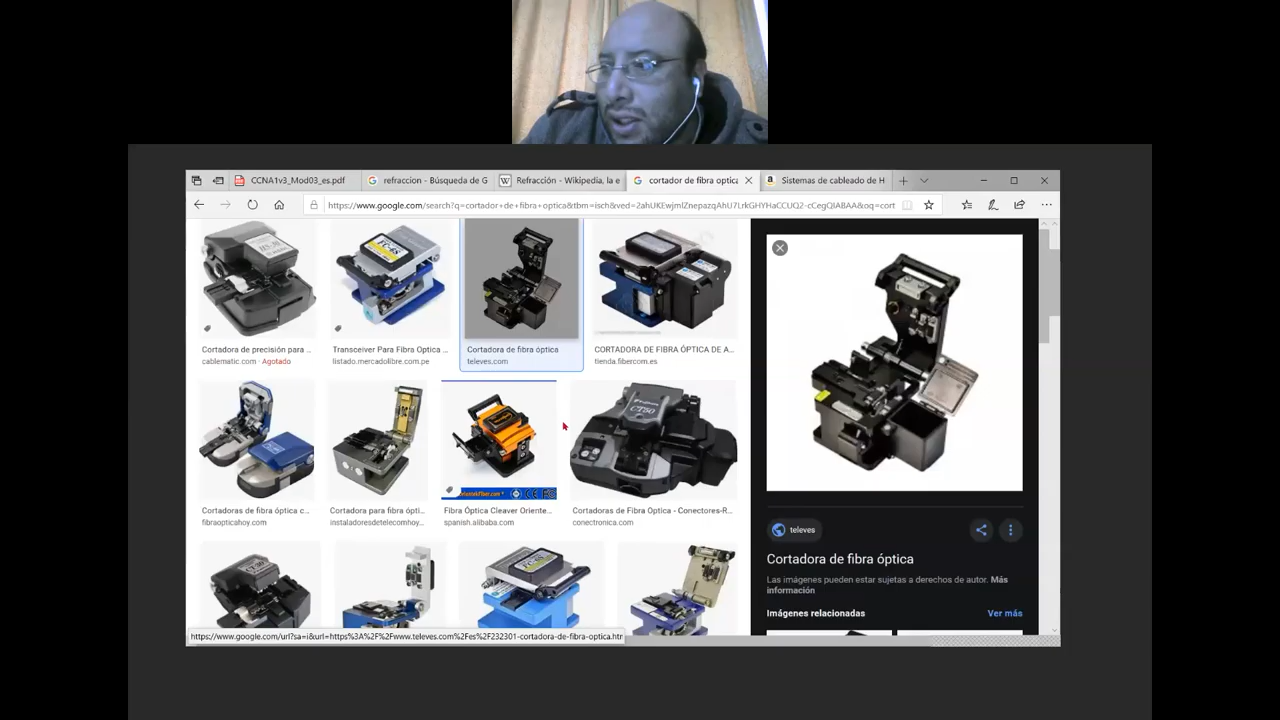 CCNA1v3_Mod03_es.pdf
refraccion - Búsqueda de G
Refracción - Wikipedia, la e
cortador de fibra optica
Sistemas de cableado de H
https://www.google.com/search?q=cortador+de+fibra+optica&tbm=isch&ved=2ahUKEwjmlZnepazqAhU7LrkGHYHaCCUQ2-cCegQIABAA&oq=cort
Cortadora de precisión para ...
cablematic.com · Agotado
Transceiver Para Fibra Optica ...
listado.mercadolibre.com.pe
Cortadora de fibra óptica
televes.com
CORTADORA DE FIBRA ÓPTICA DE A...
tienda.fibercom.es
CT50
Cortadoras de fibra óptica c...
fibraopticahoy.com
Cortadora para fibra ópti...
instaladoresdetelecomhoy...
Fibra Óptica Cleaver Oriente...
spanish.alibaba.com
Cortadoras de Fibra Optica - Conectores-R...
conectronica.com
televes
Cortadora de fibra óptica
Las imágenes pueden estar sujetas a derechos de autor. Más
información
Imágenes relacionadas
Ver más
https://www.google.com/url?sa=i&url=https%3A%2F%2Fwww.televes.com%2Fes%2F232301-cortadora-de-fibra-optica.htm